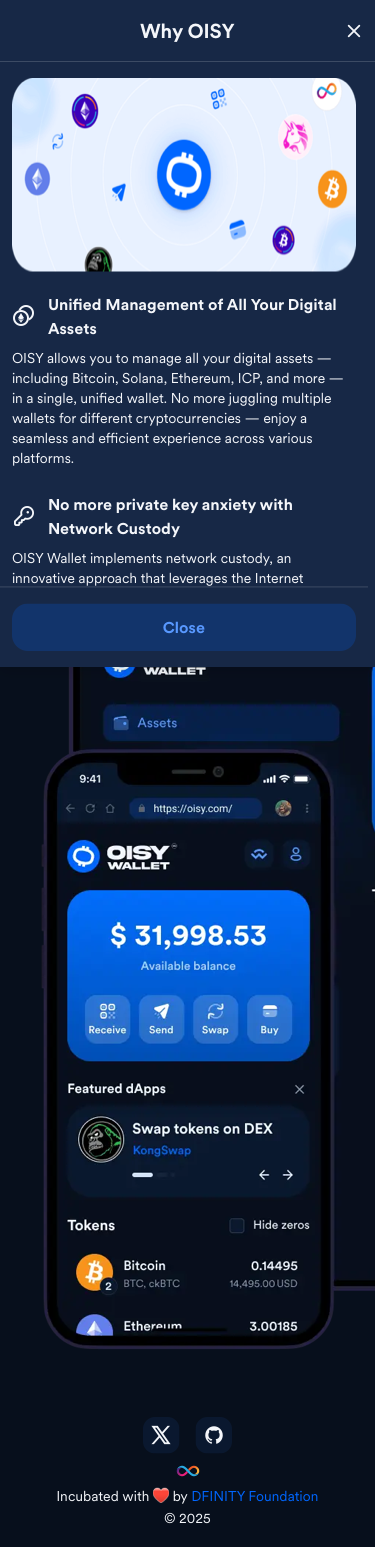 Why OISY
Unified Management of All Your Digital
Assets
OISY allows you to manage all your digital assets —
including Bitcoin, Solana, Ethereum, ICP, and more —
in a single, unified wallet. No more juggling multiple
wallets for different cryptocurrencies — enjoy a
seamless and efficient experience across various
platforms.
No more private key anxiety with
Network Custody
OISY Wallet implements network custody, an
innovative approach that leverages the Internet
Close
WALLET
Assets
9:41
https://oisy.com/
OISY
WALLET
$ 31,998.53
Available balance
Receive Send Swap Buy
Featured dApps
Swap tokens on DEX
KongSwap
Tokens Hide zeros
Bitcoin 0.14495
2 BTC, ckBTC 14,495.00 USD
Ethereum 3.00185
Incubated with ❤️ by DFINITY Foundation
© 2025